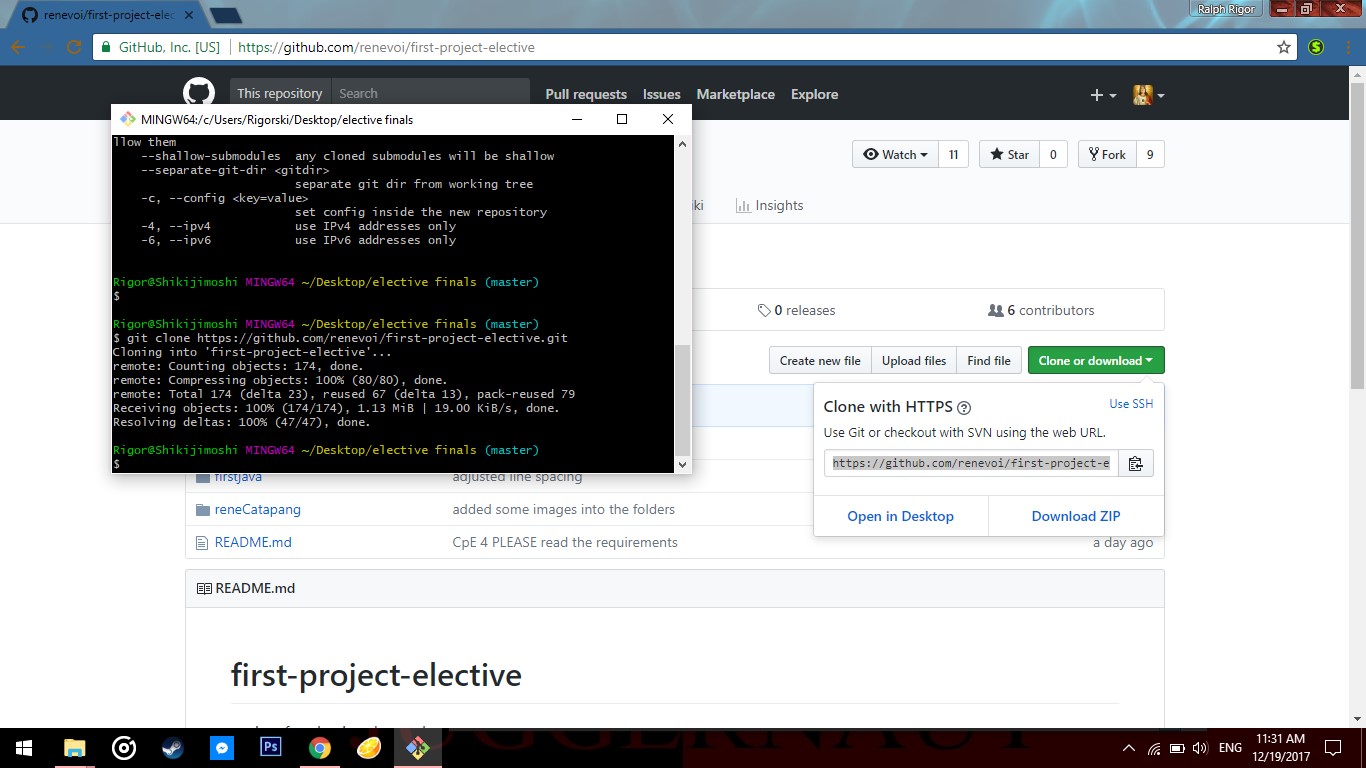 renevoi/first-project-elec
Ralph Rigor
GitHub, Inc. [US]
https://github.com/renevoi/first-project-elective
This repository
Search
Pull requests
Issues
Marketplace
Explore
MINGW64:/c/Users/Rigorski/Desktop/elective finals
llow them
--shallow-submodules any cloned submodules will be shallow
--separate-git-dir <gitdir>
separate git dir from working tree
-c, --config <key=value>
set config inside the new repository
-4, --ipv4 use IPv4 addresses only
-6, --ipv6 use IPv6 addresses only
Rigor@Shikijimoshi MINGW64 ~/Desktop/elective finals (master)
$
Rigor@Shikijimoshi MINGW64 ~/Desktop/elective finals (master)
$ git clone https://github.com/renevoi/first-project-elective.git
Cloning into 'first-project-elective'...
remote: Counting objects: 174, done.
remote: Compressing objects: 100% (80/80), done.
remote: Total 174 (delta 23), reused 67 (delta 13), pack-reused 79
Receiving objects: 100% (174/174), 1.13 MiB | 19.00 KiB/s, done.
Resolving deltas: 100% (47/47), done.
Rigor@Shikijimoshi MINGW64 ~/Desktop/elective finals (master)
$
Watch 11
Star 0
Fork 9
ki
Insights
0 releases
6 contributors
Create new file
Upload files
Find file
Clone or download
Clone with HTTPS
Use SSH
Use Git or checkout with SVN using the web URL.
https://github.com/renevoi/first-project-e
Open in Desktop
Download ZIP
firstjava adjusted line spacing
reneCatapang added some images into the folders
README.md CpE 4 PLEASE read the requirements a day ago
README.md
first-project-elective
Ps
ENG
11:31 AM
12/19/2017